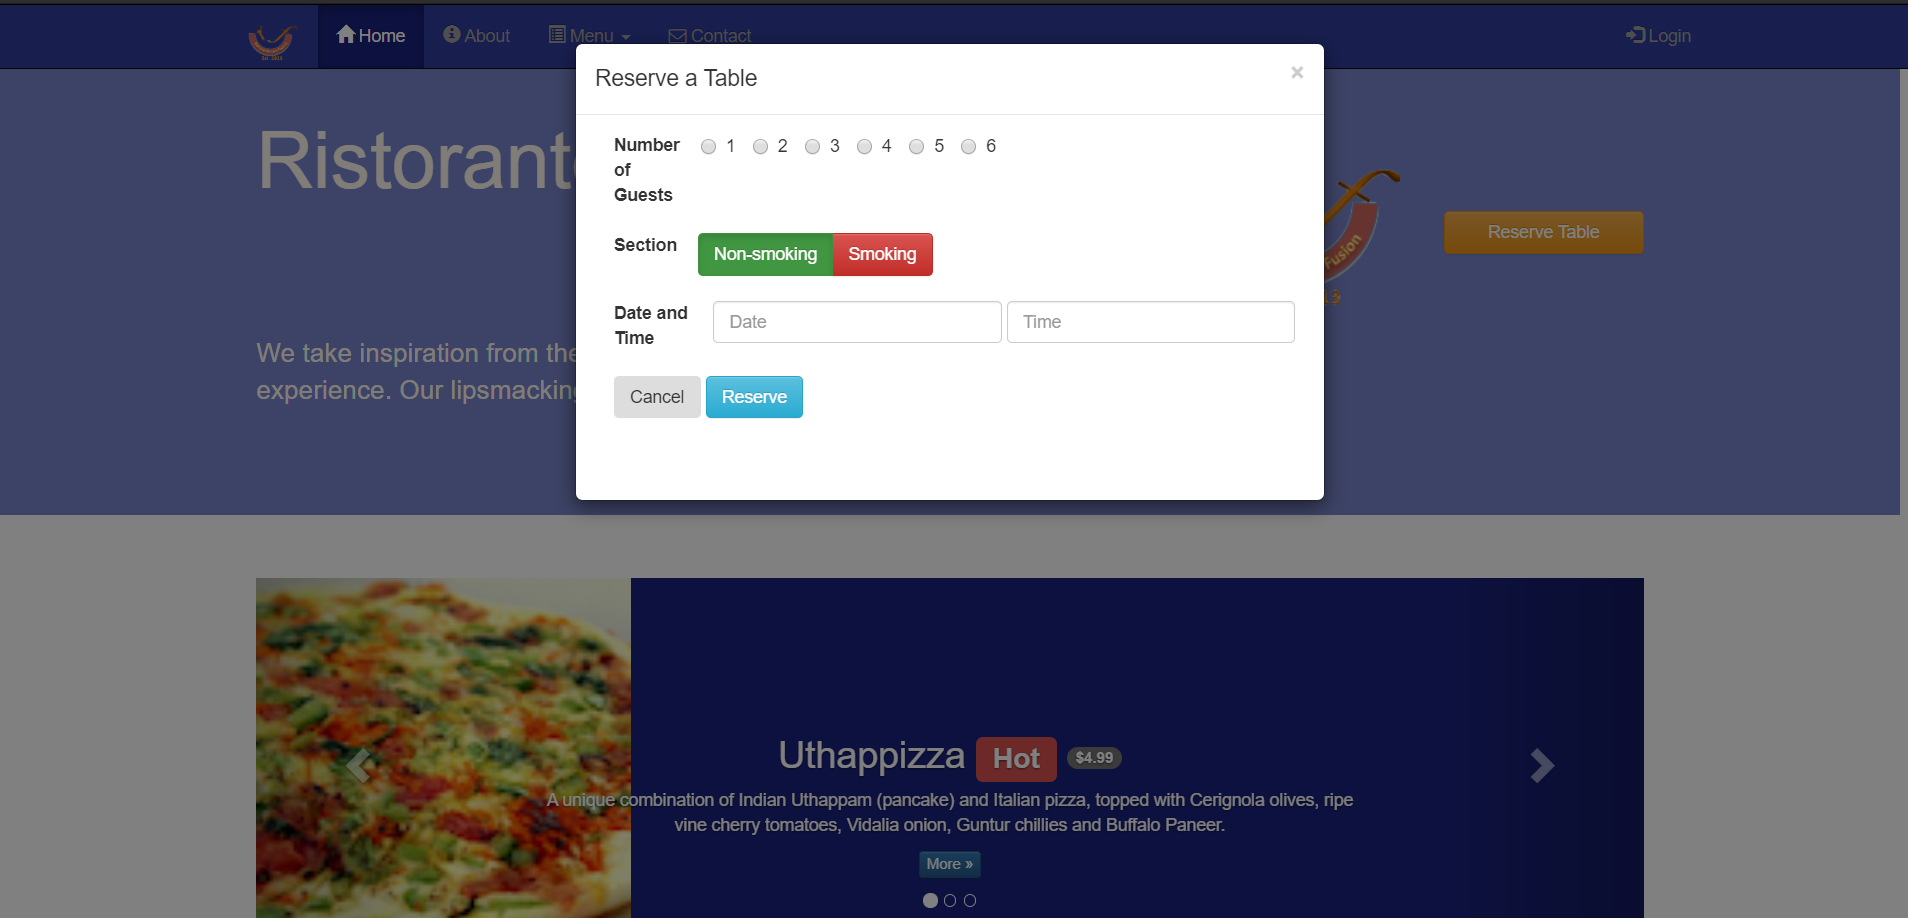 Home About Menu Contact Login
Reserve a Table ×
Number of Guests 1 2 3 4 5 6
Section Non-smoking Smoking
Date and Time Date Time
Cancel Reserve
Ristorant
Fusion
Reserve Table
We take inspiration from the
experience. Our lipsmacking
Uthappizza Hot $4.99
A unique combination of Indian Uthappam (pancake) and Italian pizza, topped with Cerignola olives, ripe
vine cherry tomatoes, Vidalia onion, Guntur chillies and Buffalo Paneer.
More »